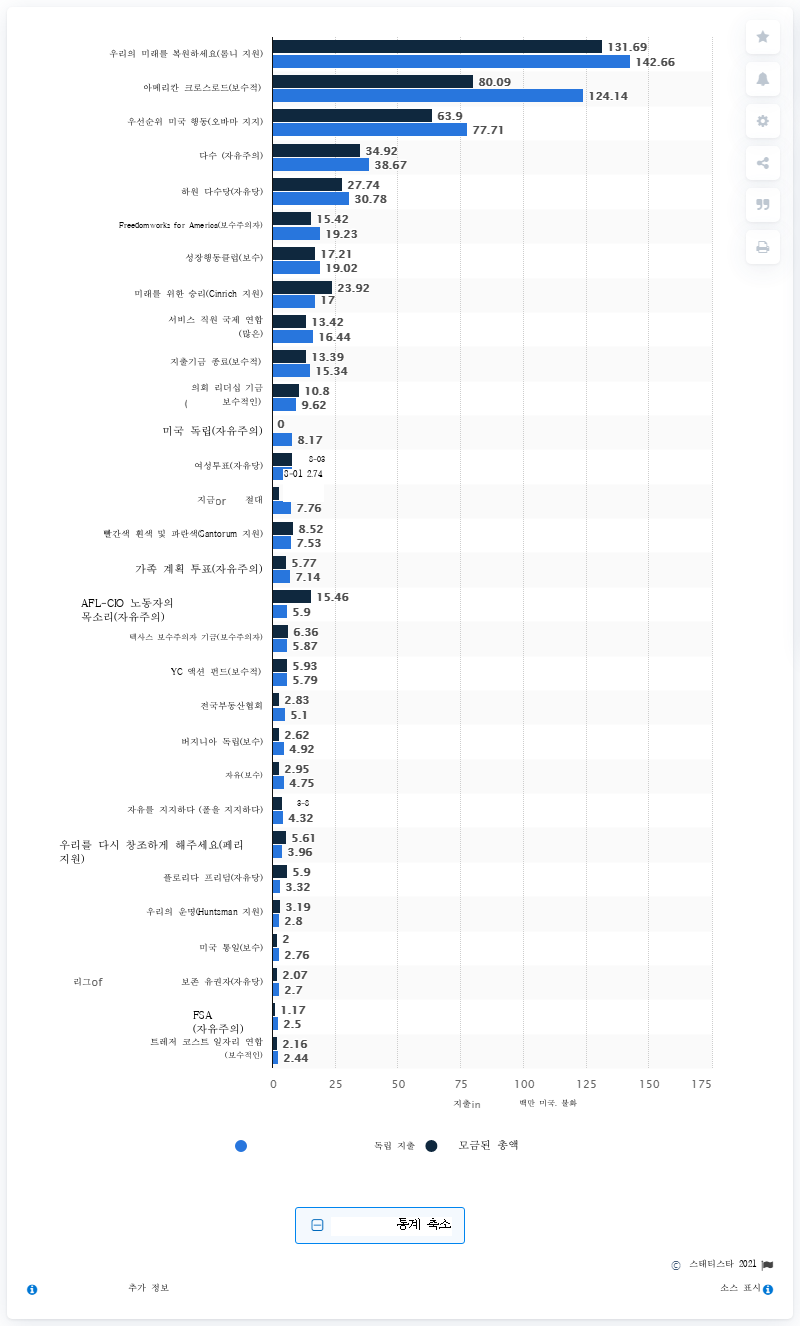 우리의 미래를 복원하세요(롬니 지원)
131.69
142.66
아메리칸 크로스로드(보수적)
80.09
124.14
우선순위 미국 행동(오바마 지지)
63.9
77.71
다수 (자유주의)
34.92
38.67
하원 다수당(자유당)
27.74
30.78
Freedomworks for America(보수주의자)
15.42
19.23
성장행동클럽(보수)
17.21
19.02
미래를 위한 승리(Cinrich 지원)
23.92
17
서비스 직원 국제 연합
(많은)
13.42
16.44
지출기금 종료(보수적)
13.39
15.34
의회 리더십 기금
( 보수적인)
10.8
9.62
미국 독립(자유주의)
0
8.17
여성투표(자유당)
8-03
8-01 2.74
지금or 절대
7.76
빨간색 흰색 및 파란색(Santorum 지원)
8.52
7.53
가족 계획 투표(자유주의)
5.77
7.14
AFL-CIO 노동자의
목소리(자유주의)
15.46
5.9
텍사스 보수주의자 기금(보수주의자)
6.36
5.87
YC 액션 펀드(보수적)
5.93
5.79
전국부동산협회
2.83
5.1
버지니아 독립(보수)
2.62
4.92
자유(보수)
2.95
4.75
자유를 지지하다 (폴을 지지하다)
3-8
4.32
우리를 다시 창조하게 해주세요(페리
지원)
5.61
3.96
플로리다 프리덤(자유당)
5.9
3.32
우리의 운명(Huntsman 지원)
3.19
2.8
미국 통일(보수)
2
2.76
리그of 보존 유권자(자유당)
2.07
2.7
FSA
(자유주의)
1.17
2.5
트레저 코스트 일자리 연합
(보수적인)
2.16
2.44
0 25 50 75 100 125 150 175
지출in 백만 미국. 불화
독립 지출 모금된 총액
통계 축소
© 스태티스타 2021
추가 정보 소스 표시